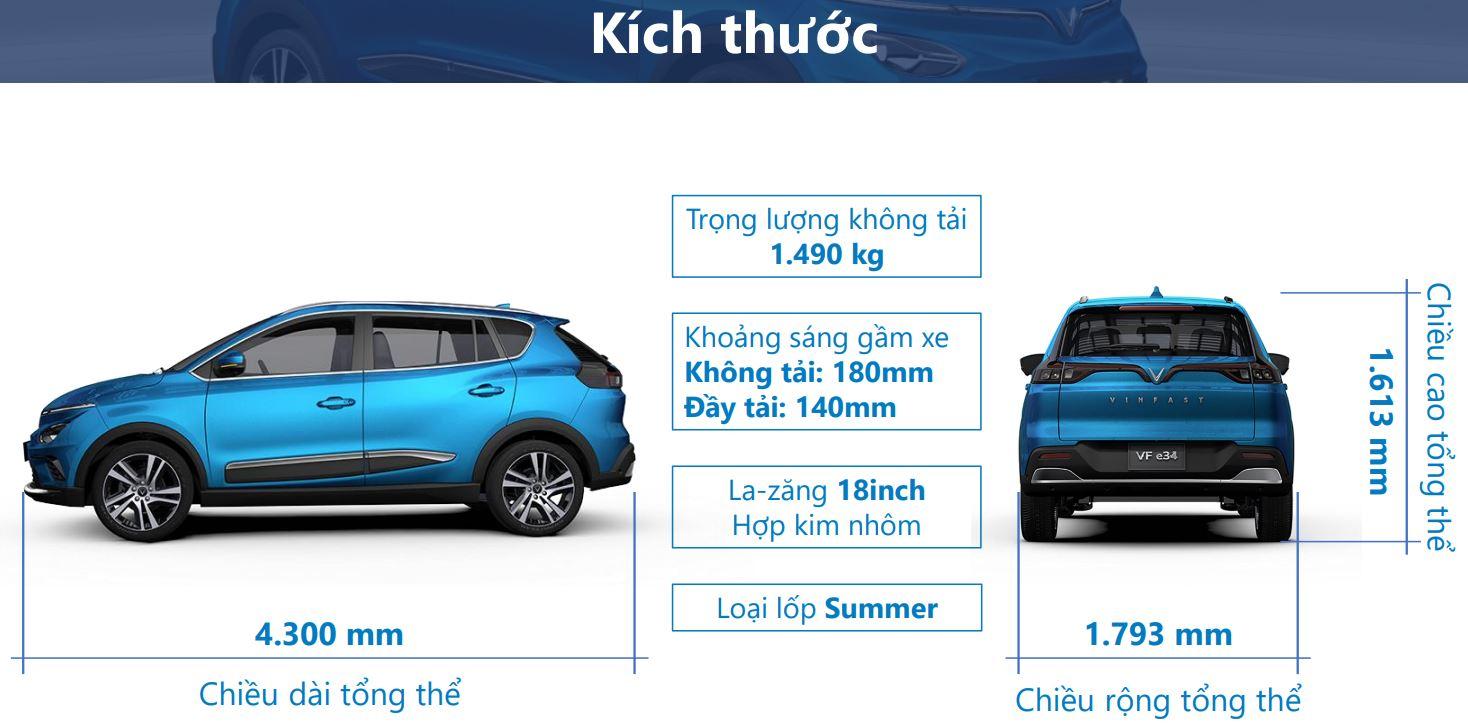 Kích thước
Trọng lượng không tải
1.490 kg
Khoảng sáng gầm xe
Không tải: 180mm
Đầy tải: 140mm
La-zăng 18inch
Hợp kim nhôm
Loại lốp Summer
4.300 mm
Chiều dài tổng thể
VINFAST
VF e34
1.793 mm
Chiều rộng tổng thể
1.613 mm
Chiều cao tổng thể